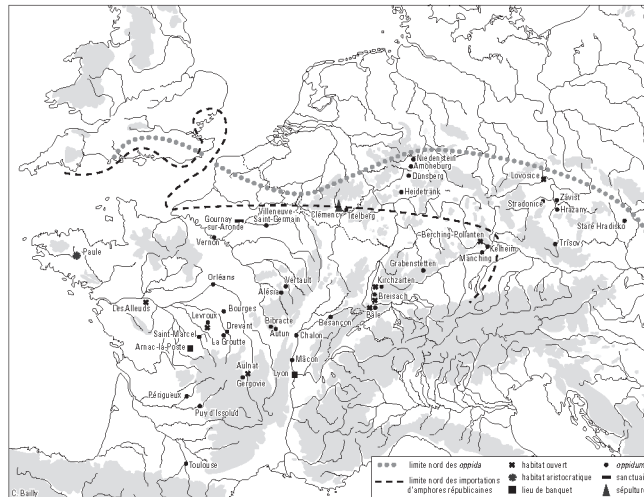 Niedenstein
Amöneburg
Dünsberg
Heidetränk
Lovosice
Závist
Stradonice
Hrazany
Staré Hradisko
Třísov
Villeneuve-
Saint-Germain
Gournay
sur-Aronde
Clémency
Titelberg
Vernon
Paule
Berching-Pollanten
Kelheim
Manching
Grabenstetten
Orléans
Vertault
Alésia
Kirchzarten
Breisach
Bâle
Les Alleuds
Bourges
Levroux
Bibracte
Autun
Besançon
Drevant
Saint-Marcel
La Groutte
Chalon
Arnac-la-Poste
Mâcon
Aulnat
Lyon
Gergovie
Périgueux
Puy d'Issolud
Toulouse
limite nord des oppida
limite nord des importations
d'amphores républicaines
habitat ouvert
habitat aristocratique
lieu de banquet
oppidum
sanctu
sépulture
C. Bailly